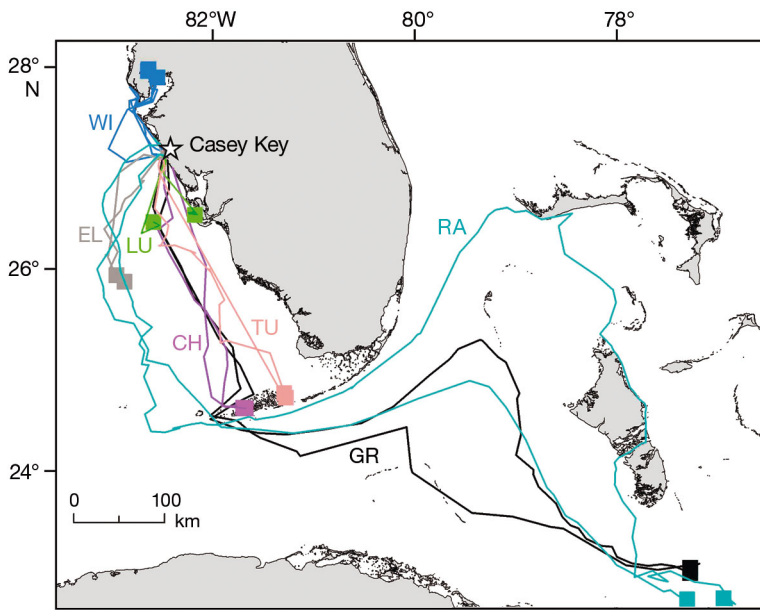 82°W 80° 78°
28°
N
WI
Casey Key
EL
LU
RA
26°
CH
TU
24°
GR
0 100
km